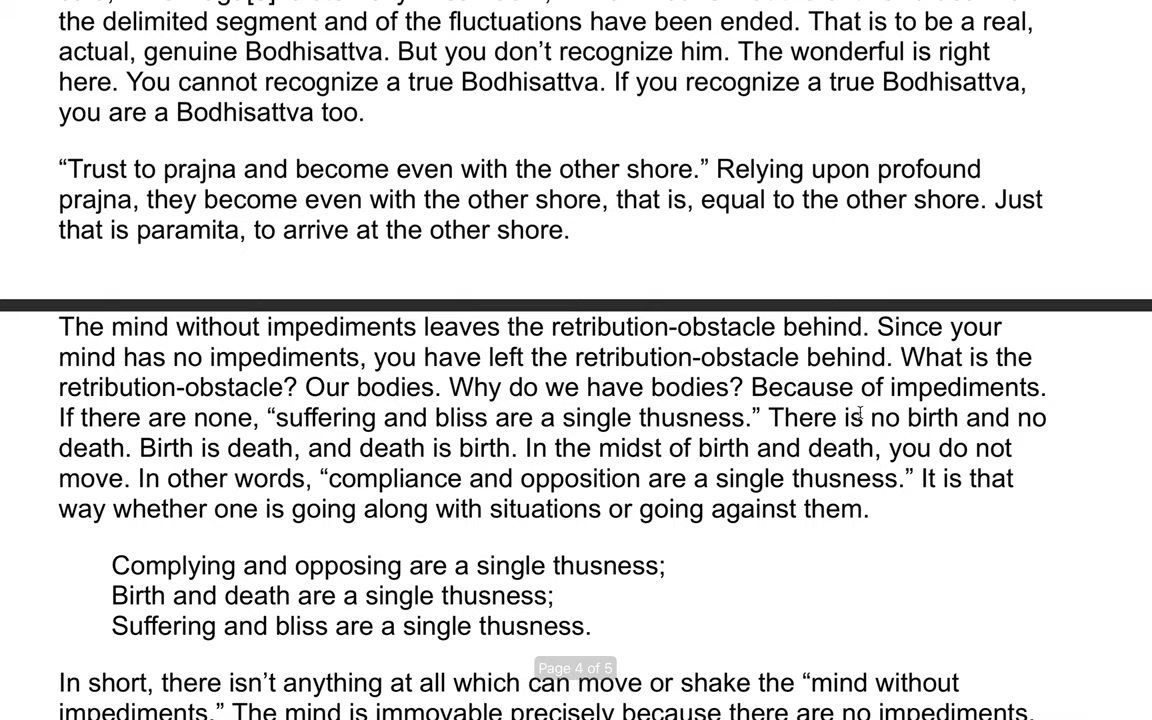 the delimited segment and of the fluctuations have been ended. That is to be a real,
actual, genuine Bodhisattva. But you don’t recognize him. The wonderful is right
here. You cannot recognize a true Bodhisattva. If you recognize a true Bodhisattva,
you are a Bodhisattva too.
“Trust to prajna and become even with the other shore.” Relying upon profound
prajna, they become even with the other shore, that is, equal to the other shore. Just
that is paramita, to arrive at the other shore.
The mind without impediments leaves the retribution-obstacle behind. Since your
mind has no impediments, you have left the retribution-obstacle behind. What is the
retribution-obstacle? Our bodies. Why do we have bodies? Because of impediments.
If there are none, “suffering and bliss are a single thusness.” There is no birth and no
death. Birth is death, and death is birth. In the midst of birth and death, you do not
move. In other words, “compliance and opposition are a single thusness.” It is that
way whether one is going along with situations or going against them.
Complying and opposing are a single thusness;
Birth and death are a single thusness;
Suffering and bliss are a single thusness.
Page 4 of 5
In short, there isn’t anything at all which can move or shake the “mind without
impediments.” The mind is immovable precisely because there are no impediments.